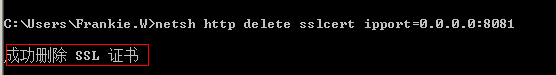 C:\Users\Frankie.W>netsh http delete sslcert ipport=0.0.0.0:8081
成功删除 SSL 证书